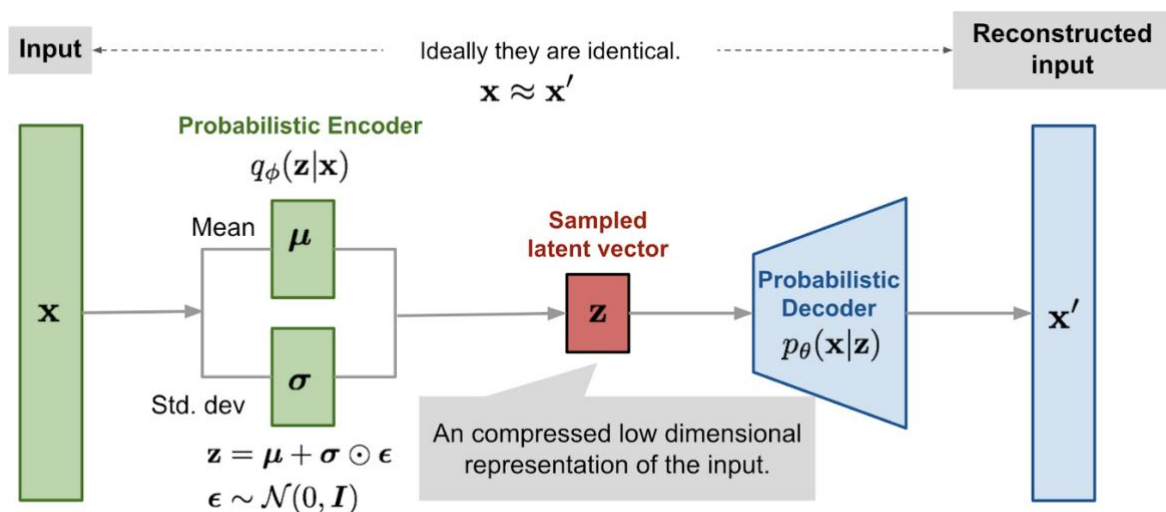 Input
Ideally they are identical.
x ≈ x′
Reconstructed
input
Probabilistic Encoder
qϕ(z|x)
Mean
μ
x
σ
Std. dev
z = μ + σ ⊙ ϵ
ϵ ∼ 𝒩(0, I)
Sampled
latent vector
z
An compressed low dimensional
representation of the input.
Probabilistic
Decoder
pθ(x|z)
x′